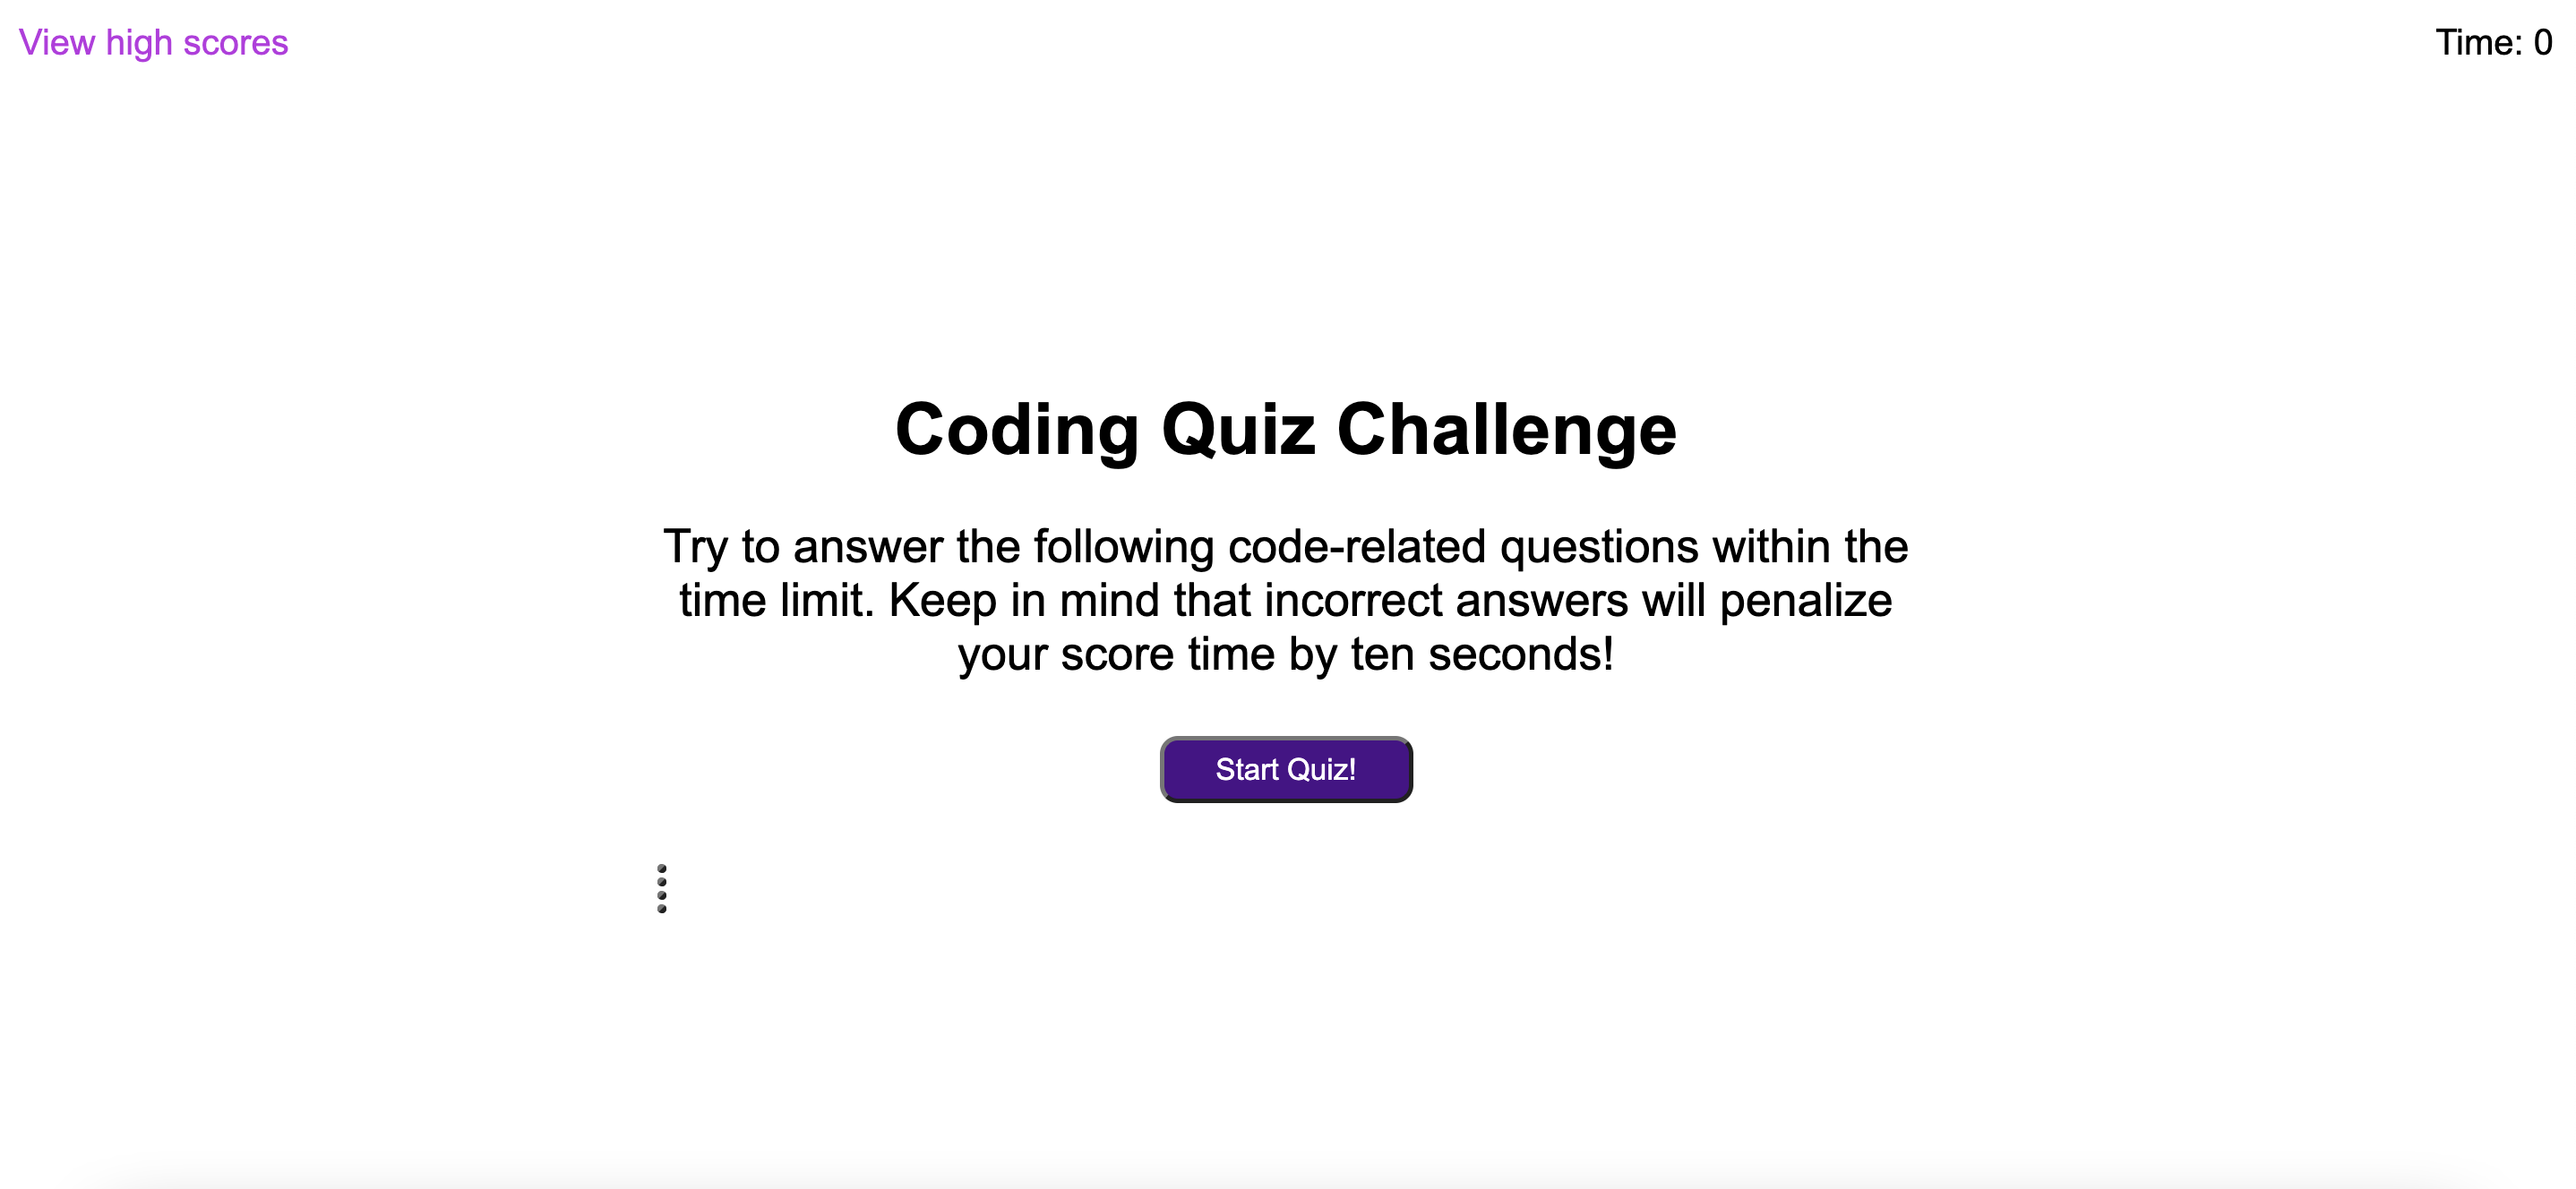 View high scores
Time: 0
Coding Quiz Challenge
Try to answer the following code-related questions within the
time limit. Keep in mind that incorrect answers will penalize
your score time by ten seconds!
Start Quiz!